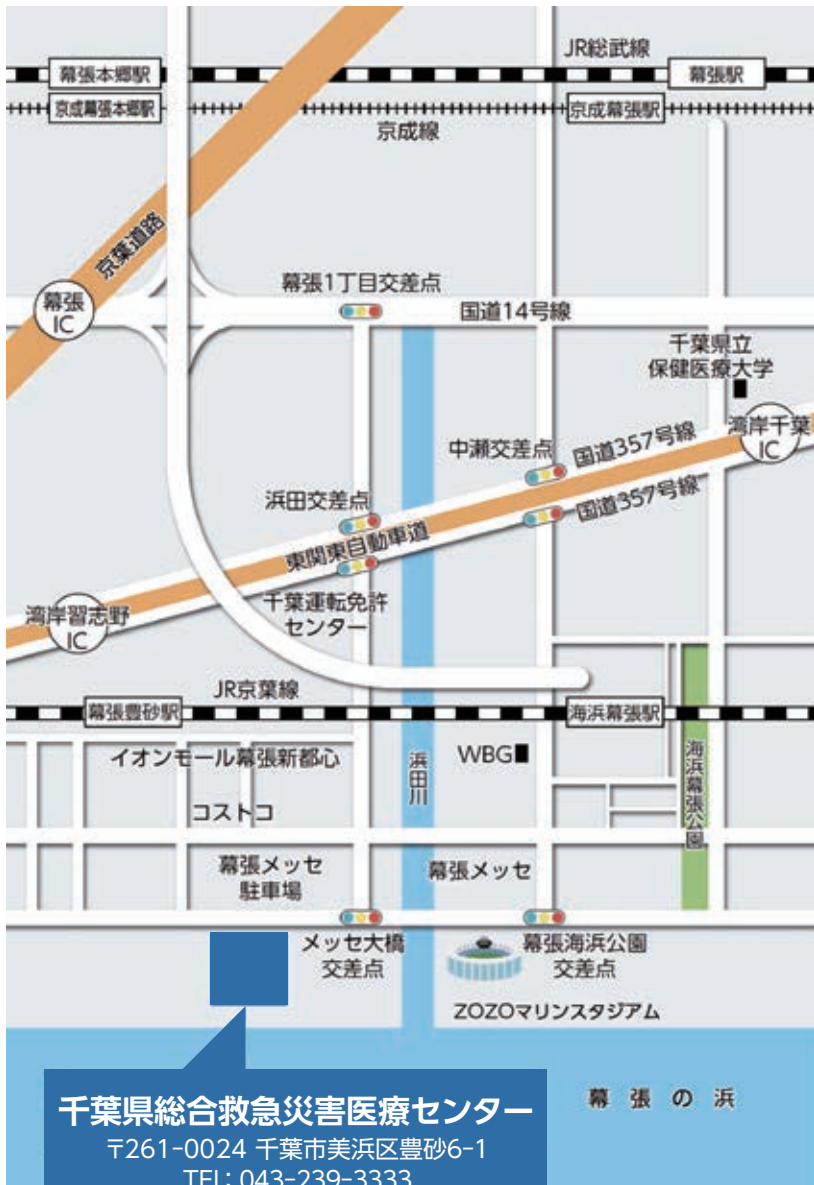 JR総武線
幕張本郷駅
幕張駅
京成幕張本郷駅
京成幕張駅
京成線
京葉道路
幕張
IC
幕張1丁目交差点
国道14号線
千葉県立
保健医療大学
湾岸千葉
IC
中瀬交差点
国道357号線
国道357号線
浜田交差点
東関東自動車道
湾岸習志野
IC
千葉運転免許
センター
JR京葉線
幕張豊砂駅
海浜幕張駅
イオンモール幕張新都心
浜田川
WBG
海浜幕張公園
コストコ
幕張メッセ
駐車場
幕張メッセ
メッセ大橋
交差点
幕張海浜公園
交差点
ZOZOマリンスタジアム
幕張の浜
千葉県総合救急災害医療センター
〒261-0024 千葉市美浜区豊砂6-1
TEL: 043-239-3333